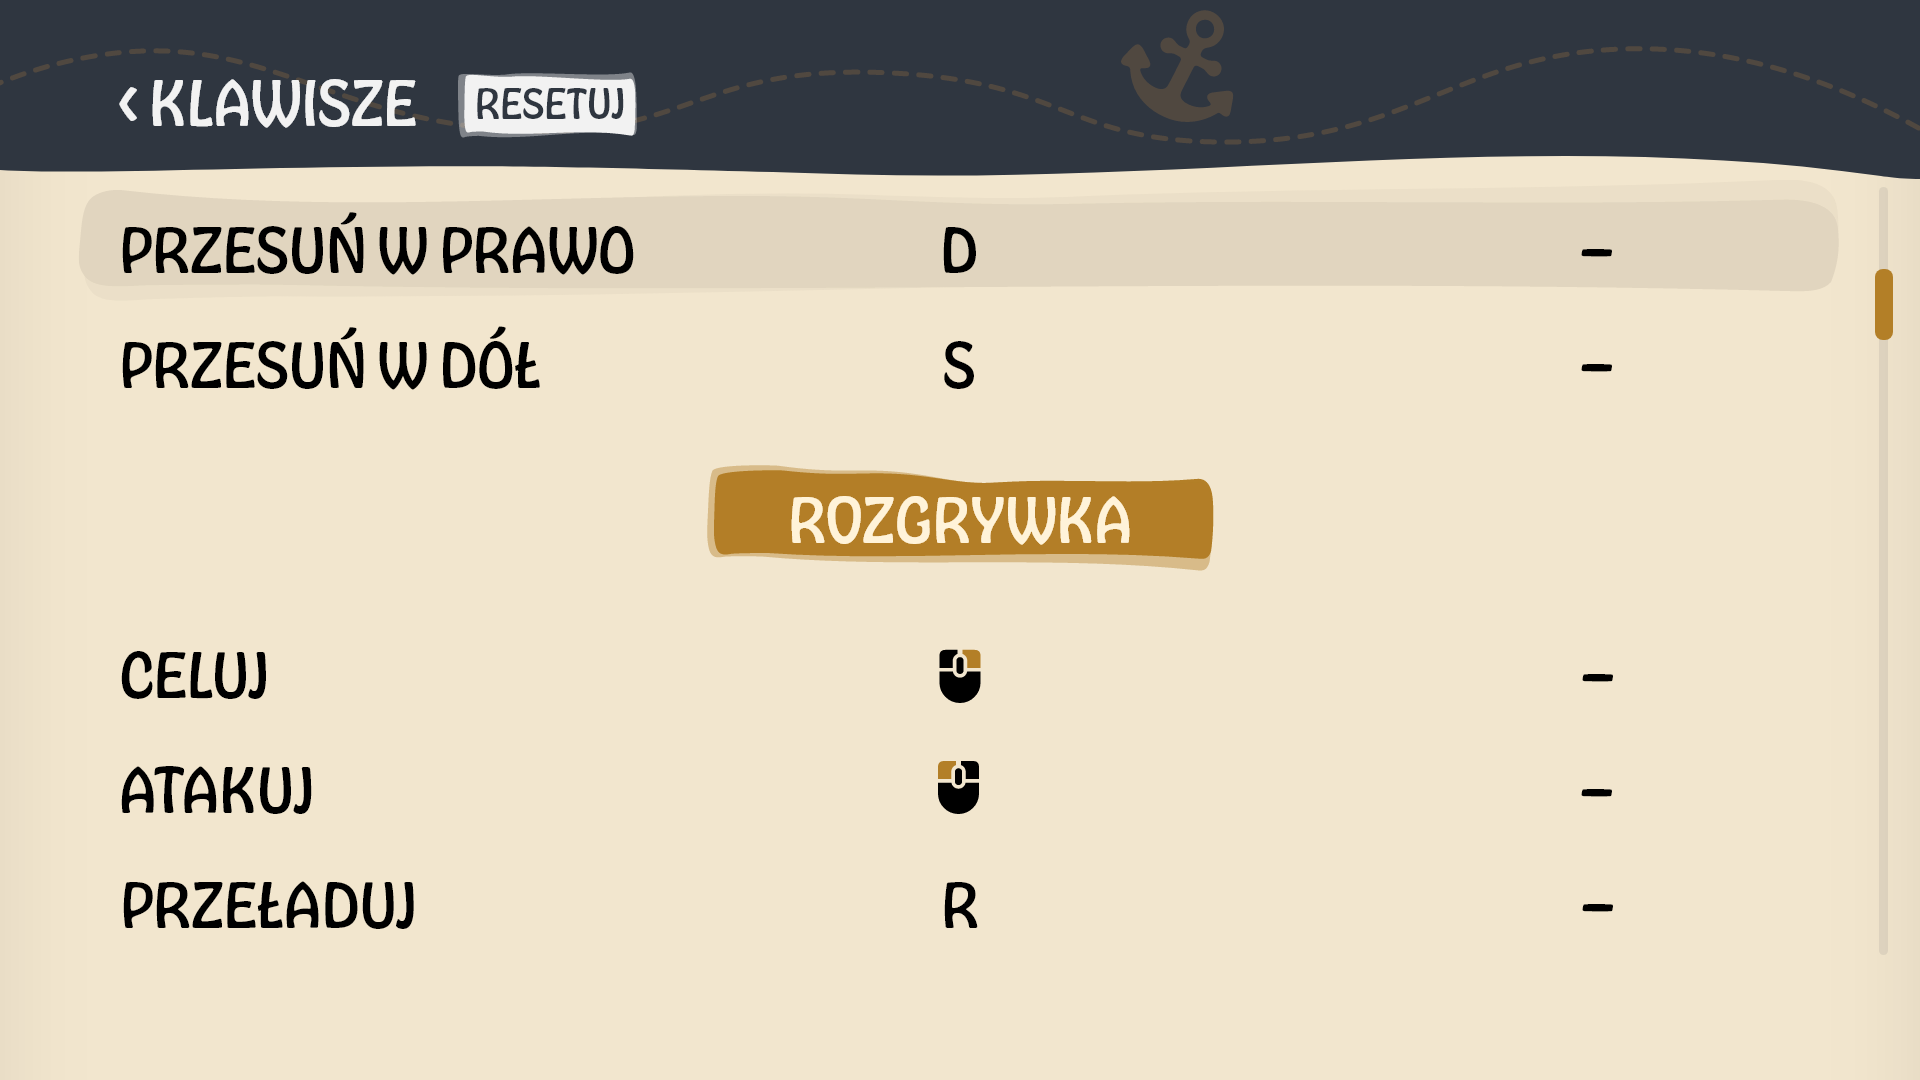 ‹ KLAWISZE RESETUJ
PRZESUŃ W PRAWO D –
PRZESUŃ W DÓŁ S –
ROZGRYWKA
CELUJ –
ATAKUJ –
PRZEŁADUJ R –